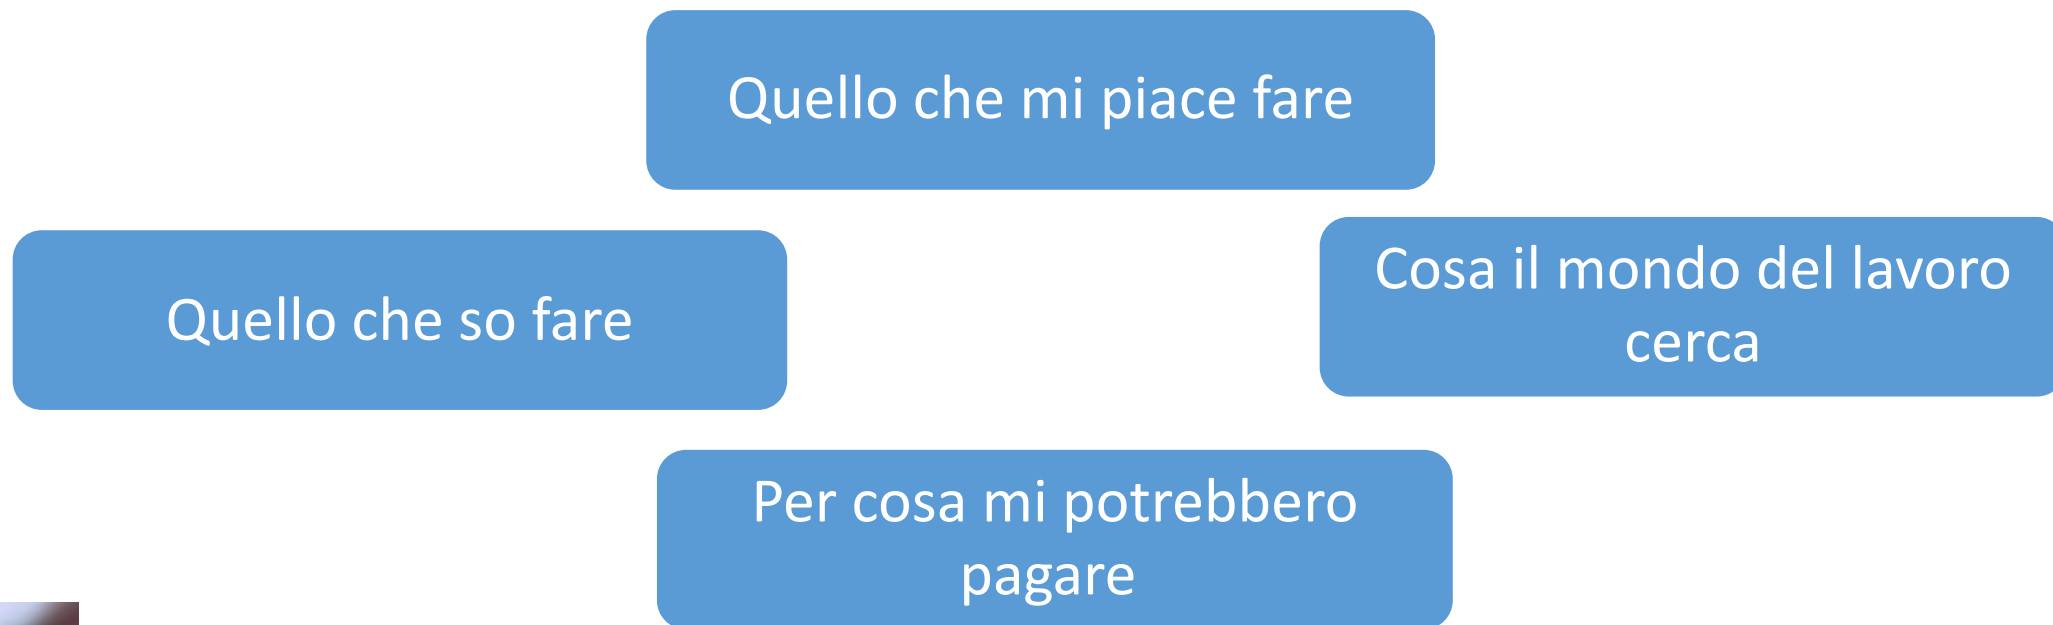 Quello che mi piace fare
Quello che so fare
Cosa il mondo del lavoro
cerca
Per cosa mi potrebbero
pagare